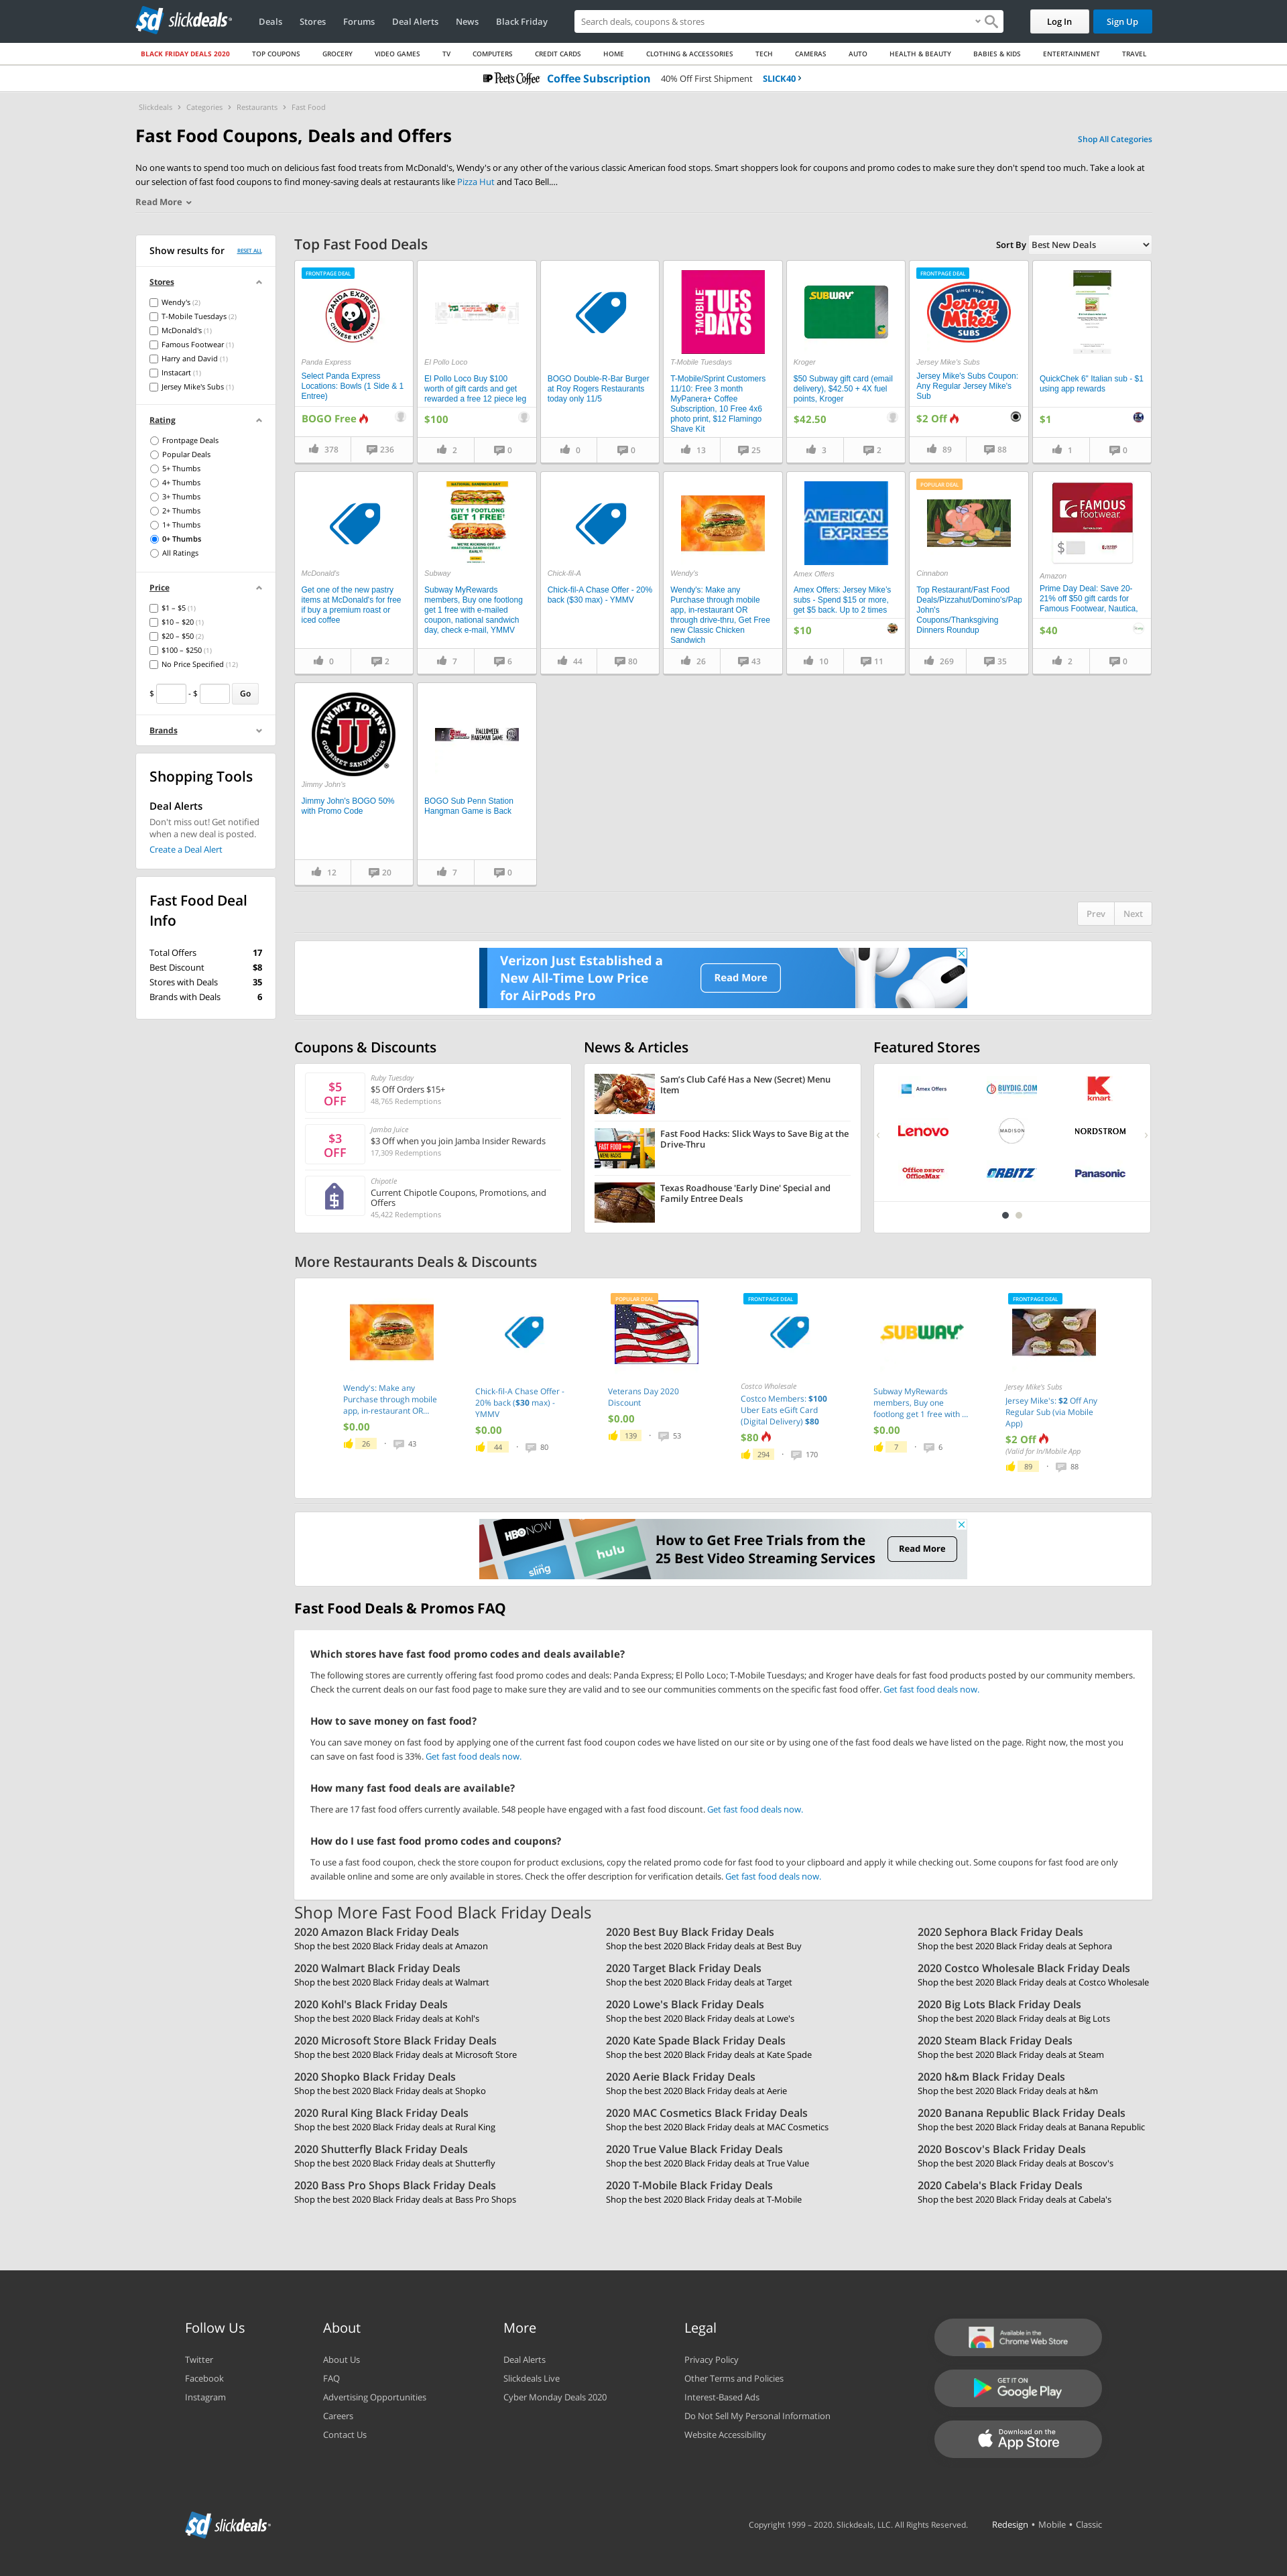 slickdeals
Deals
Stores
Forums
Deal Alerts
News
Black Friday
Search deals, coupons & stores
Log In
Sign Up
BLACK FRIDAY DEALS 2020
TOP COUPONS
GROCERY
VIDEO GAMES
TV
COMPUTERS
CREDIT CARDS
HOME
CLOTHING & ACCESSORIES
TECH
CAMERAS
AUTO
HEALTH & BEAUTY
BABIES & KIDS
ENTERTAINMENT
TRAVEL
Peet's Coffee Coffee Subscription 40% Off First Shipment SLICK40 >
Slickdeals > Categories > Restaurants > Fast Food
Fast Food Coupons, Deals and Offers
Shop All Categories
No one wants to spend too much on delicious fast food treats from McDonald's, Wendy's or any other of the various classic American food stops. Smart shoppers look for coupons and promo codes to make sure they don't spend too much. Take a look at
our selection of fast food coupons to find money-saving deals at restaurants like Pizza Hut and Taco Bell....
Read More
Show results for RESET ALL
Stores
Wendy's (2)
T-Mobile Tuesdays (2)
McDonald's (1)
Famous Footwear (1)
Harry and David (1)
Instacart (1)
Jersey Mike's Subs (1)
Rating
Frontpage Deals
Popular Deals
5+ Thumbs
4+ Thumbs
3+ Thumbs
2+ Thumbs
1+ Thumbs
0+ Thumbs
All Ratings
Price
$1 – $5 (1)
$10 – $20 (1)
$20 – $50 (2)
$100 – $250 (1)
No Price Specified (12)
$ - $ Go
Brands
Shopping Tools
Deal Alerts
Don't miss out! Get notified
when a new deal is posted.
Create a Deal Alert
Fast Food Deal
Info
Total Offers 17
Best Discount $8
Stores with Deals 35
Brands with Deals 6
Top Fast Food Deals
Sort By Best New Deals
FRONTPAGE DEAL
PANDA EXPRESS
CHINESE KITCHEN
Panda Express
Select Panda Express
Locations: Bowls (1 Side & 1
Entree)
BOGO Free
378 236
El Pollo Loco
El Pollo Loco Buy $100
worth of gift cards and get
rewarded a free 12 piece leg
$100
2 0
BOGO Double-R-Bar Burger
at Roy Rogers Restaurants
today only 11/5
0 0
T-MOBILE
TUES
DAYS
T-Mobile Tuesdays
T-Mobile/Sprint Customers
11/10: Free 3 month
MyPanera+ Coffee
Subscription, 10 Free 4x6
photo print, $12 Flamingo
Shave Kit
13 25
SUBWAY
Kroger
$50 Subway gift card (email
delivery), $42.50 + 4X fuel
points, Kroger
$42.50
3 2
FRONTPAGE DEAL
SINCE 1956
Jersey
Mike's
SUBS
Jersey Mike's Subs
Jersey Mike's Subs Coupon:
Any Regular Jersey Mike's
Sub
$2 Off
89 88
QuickChek 6" Italian sub - $1
using app rewards
$1
1 0
McDonald's
Get one of the new pastry
items at McDonald's for free
if buy a premium roast or
iced coffee
0 2
NATIONAL SANDWICH DAY
BUY 1 FOOTLONG
GET 1 FREE
WE'RE KICKING OFF
#NATIONALSANDWICHDAY
EARLY!
Subway
Subway MyRewards
members, Buy one footlong
get 1 free with e-mailed
coupon, national sandwich
day, check e-mail, YMMV
7 6
Chick-fil-A
Chick-fil-A Chase Offer - 20%
back ($30 max) - YMMV
44 80
Wendy's
Wendy's: Make any
Purchase through mobile
app, in-restaurant OR
through drive-thru, Get Free
new Classic Chicken
Sandwich
26 43
AMERICAN
EXPRESS
Amex Offers
Amex Offers: Jersey Mike's
subs - Spend $15 or more,
get $5 back. Up to 2 times
$10
10 11
POPULAR DEAL
Cinnabon
Top Restaurant/Fast Food
Deals/Pizzahut/Domino's/Pap
John's
Coupons/Thanksgiving
Dinners Roundup
269 35
FAMOUS
footwear
$
Amazon
Prime Day Deal: Save 20-
21% off $50 gift cards for
Famous Footwear, Nautica,
$40
2 0
JIMMY JOHN'S
JJ
GOURMET SANDWICHES
Jimmy John's
Jimmy John's BOGO 50%
with Promo Code
12 20
HALLOWEEN
HANGMAN GAME
BOGO Sub Penn Station
Hangman Game is Back
7 0
Prev Next
Verizon Just Established a
New All-Time Low Price
for AirPods Pro
Read More
Coupons & Discounts
$5
OFF
Ruby Tuesday
$5 Off Orders $15+
48,765 Redemptions
$3
OFF
Jamba Juice
$3 Off when you join Jamba Insider Rewards
17,309 Redemptions
Chipotle
Current Chipotle Coupons, Promotions, and
Offers
45,422 Redemptions
News & Articles
Sam's Club Café Has a New (Secret) Menu
Item
FAST FOOD
MENU HACKS
Fast Food Hacks: Slick Ways to Save Big at the
Drive-Thru
Texas Roadhouse 'Early Dine' Special and
Family Entree Deals
Featured Stores
Amex Offers
BUYDIG.COM
kmart
Lenovo
MADISON
NORDSTROM
Office DEPOT
OfficeMax
ORBITZ
Panasonic
More Restaurants Deals & Discounts
Wendy's: Make any
Purchase through mobile
app, in-restaurant OR...
$0.00
26 • 43
Chick-fil-A Chase Offer -
20% back ($30 max) -
YMMV
$0.00
44 • 80
POPULAR DEAL
Veterans Day 2020
Discount
$0.00
139 • 53
FRONTPAGE DEAL
Costco Wholesale
Costco Members: $100
Uber Eats eGift Card
(Digital Delivery) $80
$80
294 • 170
SUBWAY
Subway MyRewards
members, Buy one
footlong get 1 free with ...
$0.00
7 • 6
FRONTPAGE DEAL
Jersey Mike's Subs
Jersey Mike's: $2 Off Any
Regular Sub (via Mobile
App)
$2 Off
(Valid for In/Mobile App
89 • 88
HBO NOW
hulu
sling
How to Get Free Trials from the
25 Best Video Streaming Services
Read More
Fast Food Deals & Promos FAQ
Which stores have fast food promo codes and deals available?
The following stores are currently offering fast food promo codes and deals: Panda Express; El Pollo Loco; T-Mobile Tuesdays; and Kroger have deals for fast food products posted by our community members.
Check the current deals on our fast food page to make sure they are valid and to see our communities comments on the specific fast food offer. Get fast food deals now.
How to save money on fast food?
You can save money on fast food by applying one of the current fast food coupon codes we have listed on our site or by using one of the fast food deals we have listed on the page. Right now, the most you
can save on fast food is 33%. Get fast food deals now.
How many fast food deals are available?
There are 17 fast food offers currently available. 548 people have engaged with a fast food discount. Get fast food deals now.
How do I use fast food promo codes and coupons?
To use a fast food coupon, check the store coupon for product exclusions, copy the related promo code for fast food to your clipboard and apply it while checking out. Some coupons for fast food are only
available online and some are only available in stores. Check the offer description for verification details. Get fast food deals now.
Shop More Fast Food Black Friday Deals
2020 Amazon Black Friday Deals
Shop the best 2020 Black Friday deals at Amazon
2020 Best Buy Black Friday Deals
Shop the best 2020 Black Friday deals at Best Buy
2020 Sephora Black Friday Deals
Shop the best 2020 Black Friday deals at Sephora
2020 Walmart Black Friday Deals
Shop the best 2020 Black Friday deals at Walmart
2020 Target Black Friday Deals
Shop the best 2020 Black Friday deals at Target
2020 Costco Wholesale Black Friday Deals
Shop the best 2020 Black Friday deals at Costco Wholesale
2020 Kohl's Black Friday Deals
Shop the best 2020 Black Friday deals at Kohl's
2020 Lowe's Black Friday Deals
Shop the best 2020 Black Friday deals at Lowe's
2020 Big Lots Black Friday Deals
Shop the best 2020 Black Friday deals at Big Lots
2020 Microsoft Store Black Friday Deals
Shop the best 2020 Black Friday deals at Microsoft Store
2020 Kate Spade Black Friday Deals
Shop the best 2020 Black Friday deals at Kate Spade
2020 Steam Black Friday Deals
Shop the best 2020 Black Friday deals at Steam
2020 Shopko Black Friday Deals
Shop the best 2020 Black Friday deals at Shopko
2020 Aerie Black Friday Deals
Shop the best 2020 Black Friday deals at Aerie
2020 h&m Black Friday Deals
Shop the best 2020 Black Friday deals at h&m
2020 Rural King Black Friday Deals
Shop the best 2020 Black Friday deals at Rural King
2020 MAC Cosmetics Black Friday Deals
Shop the best 2020 Black Friday deals at MAC Cosmetics
2020 Banana Republic Black Friday Deals
Shop the best 2020 Black Friday deals at Banana Republic
2020 Shutterfly Black Friday Deals
Shop the best 2020 Black Friday deals at Shutterfly
2020 True Value Black Friday Deals
Shop the best 2020 Black Friday deals at True Value
2020 Boscov's Black Friday Deals
Shop the best 2020 Black Friday deals at Boscov's
2020 Bass Pro Shops Black Friday Deals
Shop the best 2020 Black Friday deals at Bass Pro Shops
2020 T-Mobile Black Friday Deals
Shop the best 2020 Black Friday deals at T-Mobile
2020 Cabela's Black Friday Deals
Shop the best 2020 Black Friday deals at Cabela's
Follow Us
Twitter
Facebook
Instagram
About
About Us
FAQ
Advertising Opportunities
Careers
Contact Us
More
Deal Alerts
Slickdeals Live
Cyber Monday Deals 2020
Legal
Privacy Policy
Other Terms and Policies
Interest-Based Ads
Do Not Sell My Personal Information
Website Accessibility
Available in the
Chrome Web Store
GET IT ON
Google Play
Download on the
App Store
slickdeals
Copyright 1999 – 2020. Slickdeals, LLC. All Rights Reserved.
Redesign • Mobile • Classic